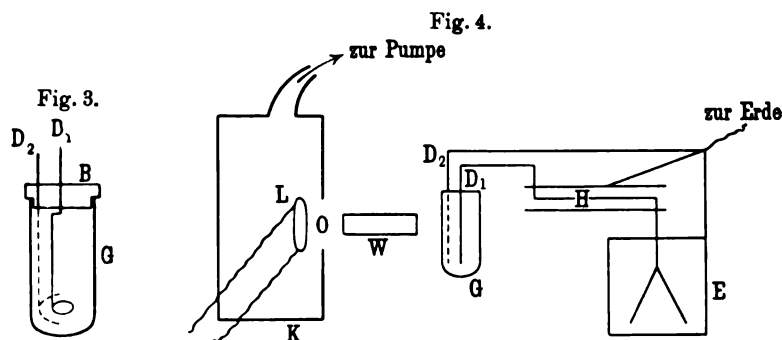 Fig. 3.
D₂ D₁
B
G
Fig. 4.
zur Pumpe
L
O
W
K
zur Erde
D₂
D₁
H
G
E